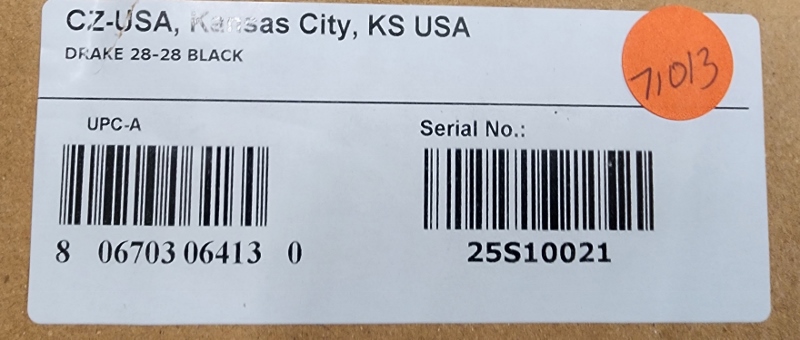 CZ-USA, Kansas City, KS USA
DRAKE 28-28 BLACK
71013
UPC-A
Serial No.:
8 06703 06413 0
25S10021